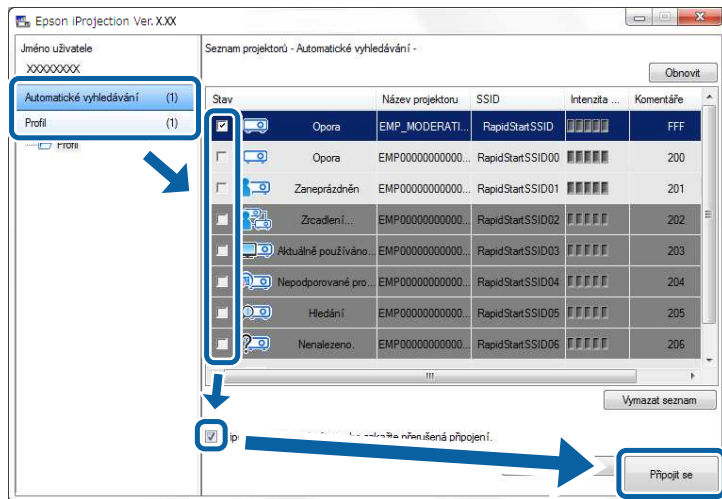 Epson iProjection Ver. X.XX
Jméno uživatele
XXXXXXXX
Automatické vyhledávání (1)
Profil (1)
Profil
Seznam projektorů - Automatické vyhledávání -
Obnovit
Stav Název projektoru SSID Intenzita ... Komentáře
Opora EMP_MODERATI... RapidStartSSID FFF
Opora EMP00000000000... RapidStartSSID00 200
Zaneprázdněn EMP00000000000... RapidStartSSID01 201
Zrcadlení... EMP00000000000... RapidStartSSID02 202
Aktuálně používáno... EMP00000000000... RapidStartSSID03 203
Nepodporované pro... EMP00000000000... RapidStartSSID04 204
Hledání EMP00000000000... RapidStartSSID05 205
Nenalezeno. EMP00000000000... RapidStartSSID06 206
Vymazat seznam
přerušená připojení.
Připojit se